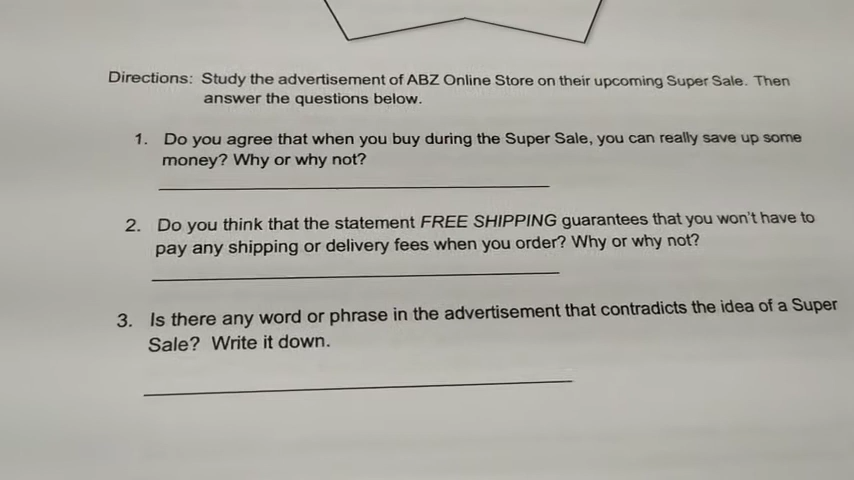 Directions: Study the advertisement of ABZ Online Store on their upcoming Super Sale. Then
answer the questions below.
1. Do you agree that when you buy during the Super Sale, you can really save up some
money? Why or why not?
2. Do you think that the statement FREE SHIPPING guarantees that you won't have to
pay any shipping or delivery fees when you order? Why or why not?
3. Is there any word or phrase in the advertisement that contradicts the idea of a Super
Sale? Write it down.